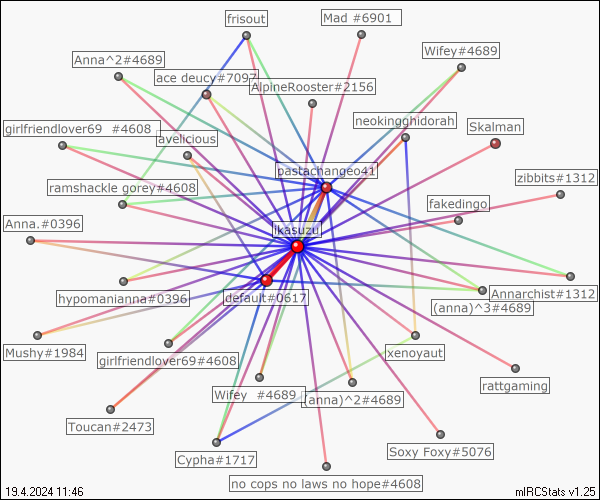 frisout
Mad #6901
Wifey#4689
Anna^2#4689
ace deucy#7097
AlpineRooster#2156
neokingghidorah
Skalman
girlfriendlover69 #4608
avelicious
pastachangeo41
zibbits#1312
ramshackle gorey#4608
fakedingo
Anna.#0396
ikasuzu
hypomanianna#0396
default#0617
Annarchist#1312
(anna)^3#4689
Mushy#1984
girlfriendlover69#4608
xenoyaut
rattgaming
Wifey #4689
(anna)^2#4689
Toucan#2473
Cypha#1717
Soxy Foxy#5076
no cops no laws no hope#4608
19.4.2024 11:46
mIRCStats v1.25